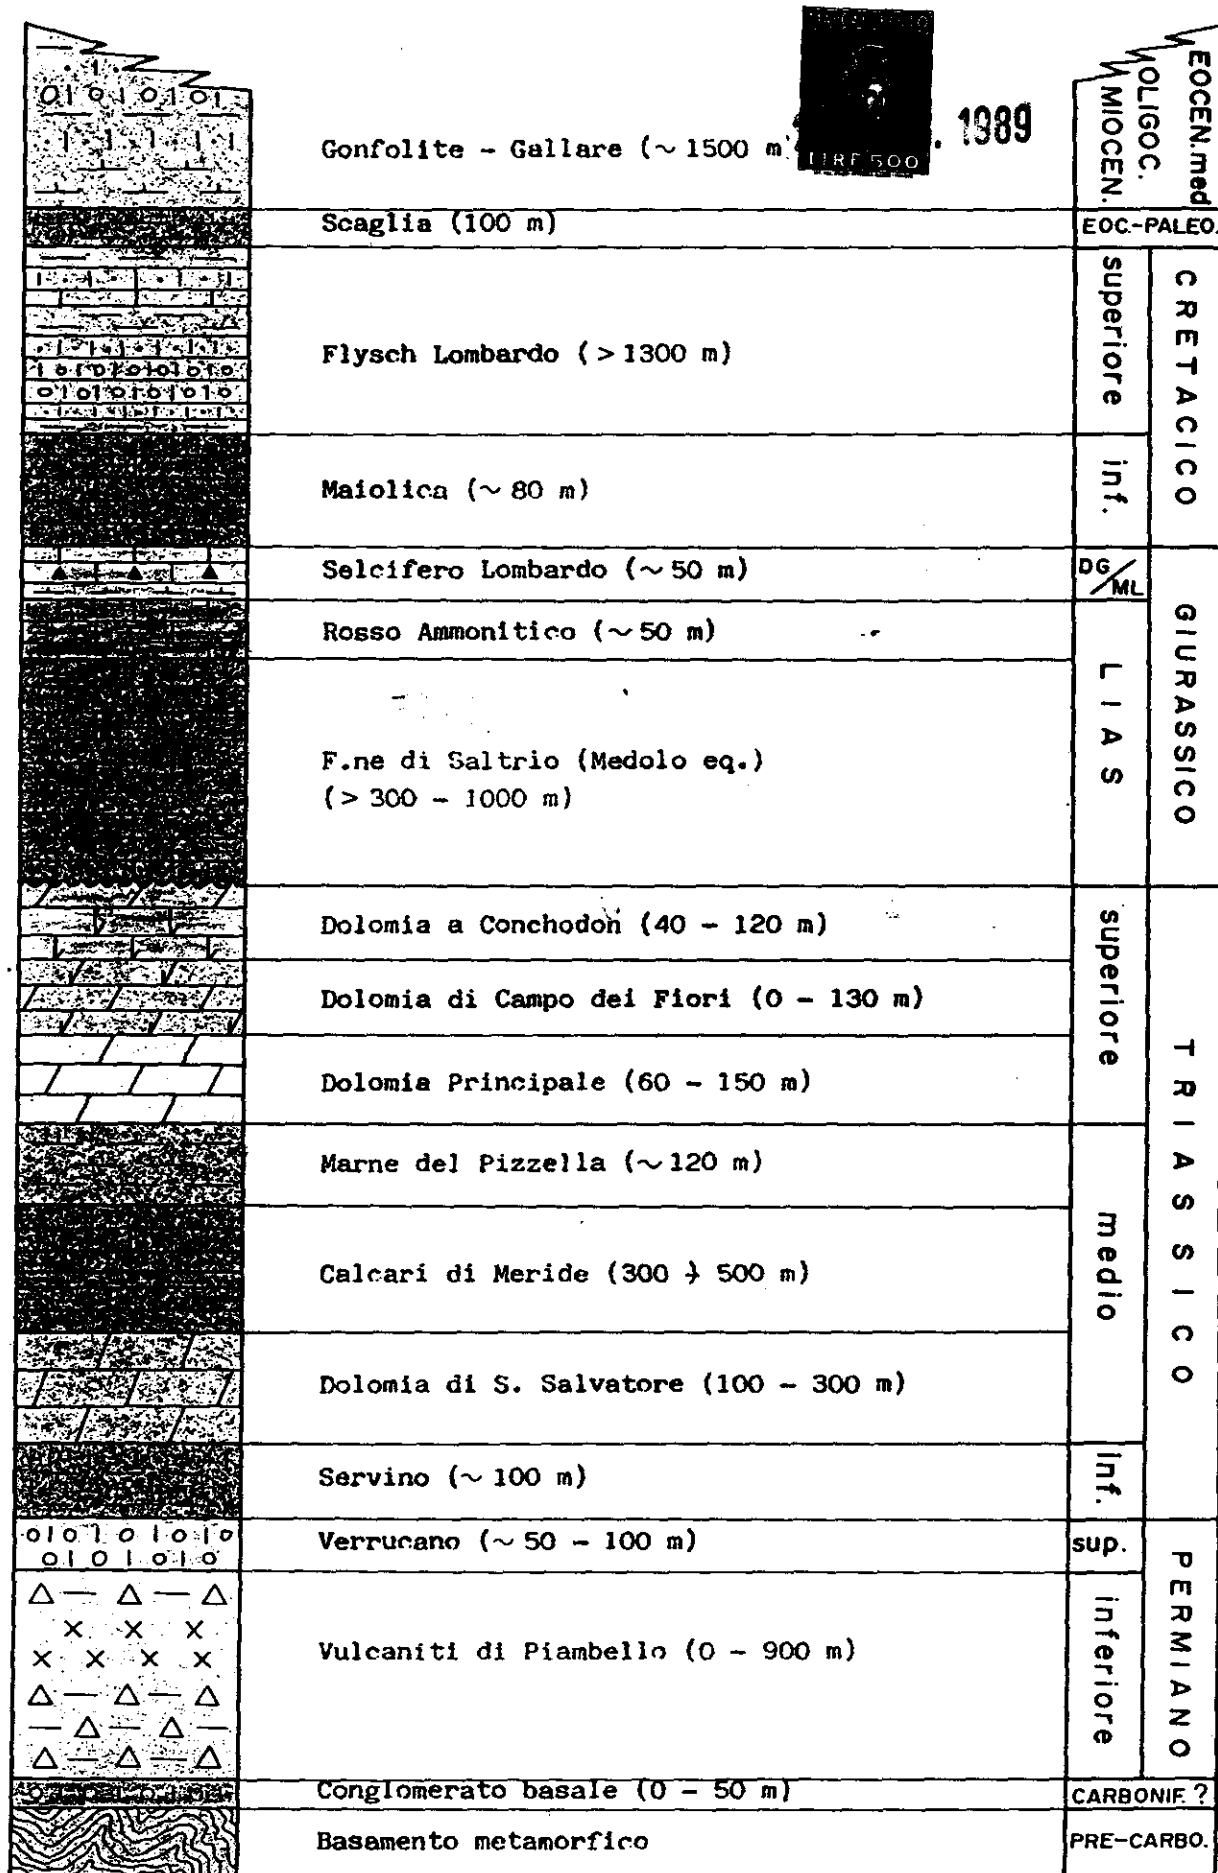 1989
LIRE 500
EOCEN.med
OLIGOC.
MIOCEN.
Gonfolite - Gallare (~ 1500 m
Scaglia (100 m)
EOC.-PALEO.
Flysch Lombardo (> 1300 m)
superiore
CRETACICO
Maiolica (~ 80 m)
inf.
Selcifero Lombardo (~ 50 m)
DG/ML
Rosso Ammonitico (~ 50 m)
LIAS
GIURASSICO
F.ne di Saltrio (Medolo eq.)
(> 300 - 1000 m)
Dolomia a Conchodon (40 - 120 m)
superiore
Dolomia di Campo dei Fiori (0 - 130 m)
Dolomia Principale (60 - 150 m)
TRIASSICO
Marne del Pizzella (~ 120 m)
medio
Calcari di Meride (300 ÷ 500 m)
Dolomia di S. Salvatore (100 - 300 m)
Servino (~ 100 m)
inf.
Verrucano (~ 50 - 100 m)
sup.
PERMIANO
Vulcaniti di Piambello (0 - 900 m)
inferiore
Conglomerato basale (0 - 50 m)
CARBONIF. ?
Basamento metamorfico
PRE-CARBO.